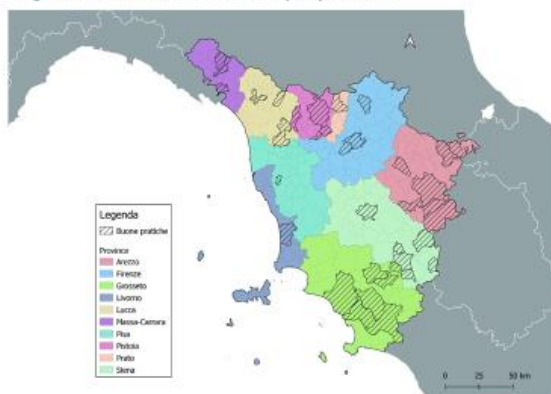 Legenda
Buone pratiche
Province
Arezzo
Firenze
Grosseto
Livorno
Lucca
Massa-Carrara
Pisa
Pistoia
Prato
Siena
0 25 50 km